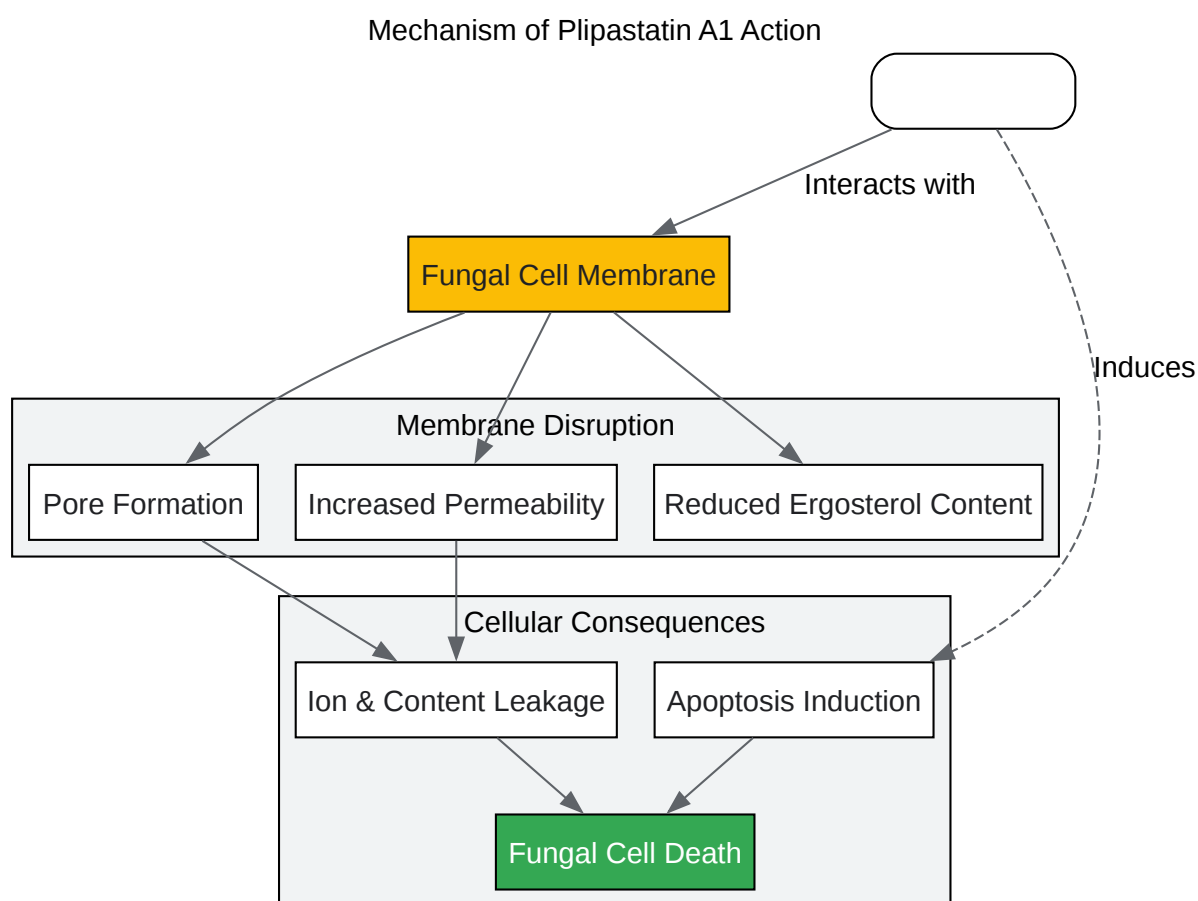 Mechanism of Plipastatin A1 Action
Interacts with
Fungal Cell Membrane
Induces
Membrane Disruption
Pore Formation
Increased Permeability
Reduced Ergosterol Content
Cellular Consequences
Ion & Content Leakage
Apoptosis Induction
Fungal Cell Death